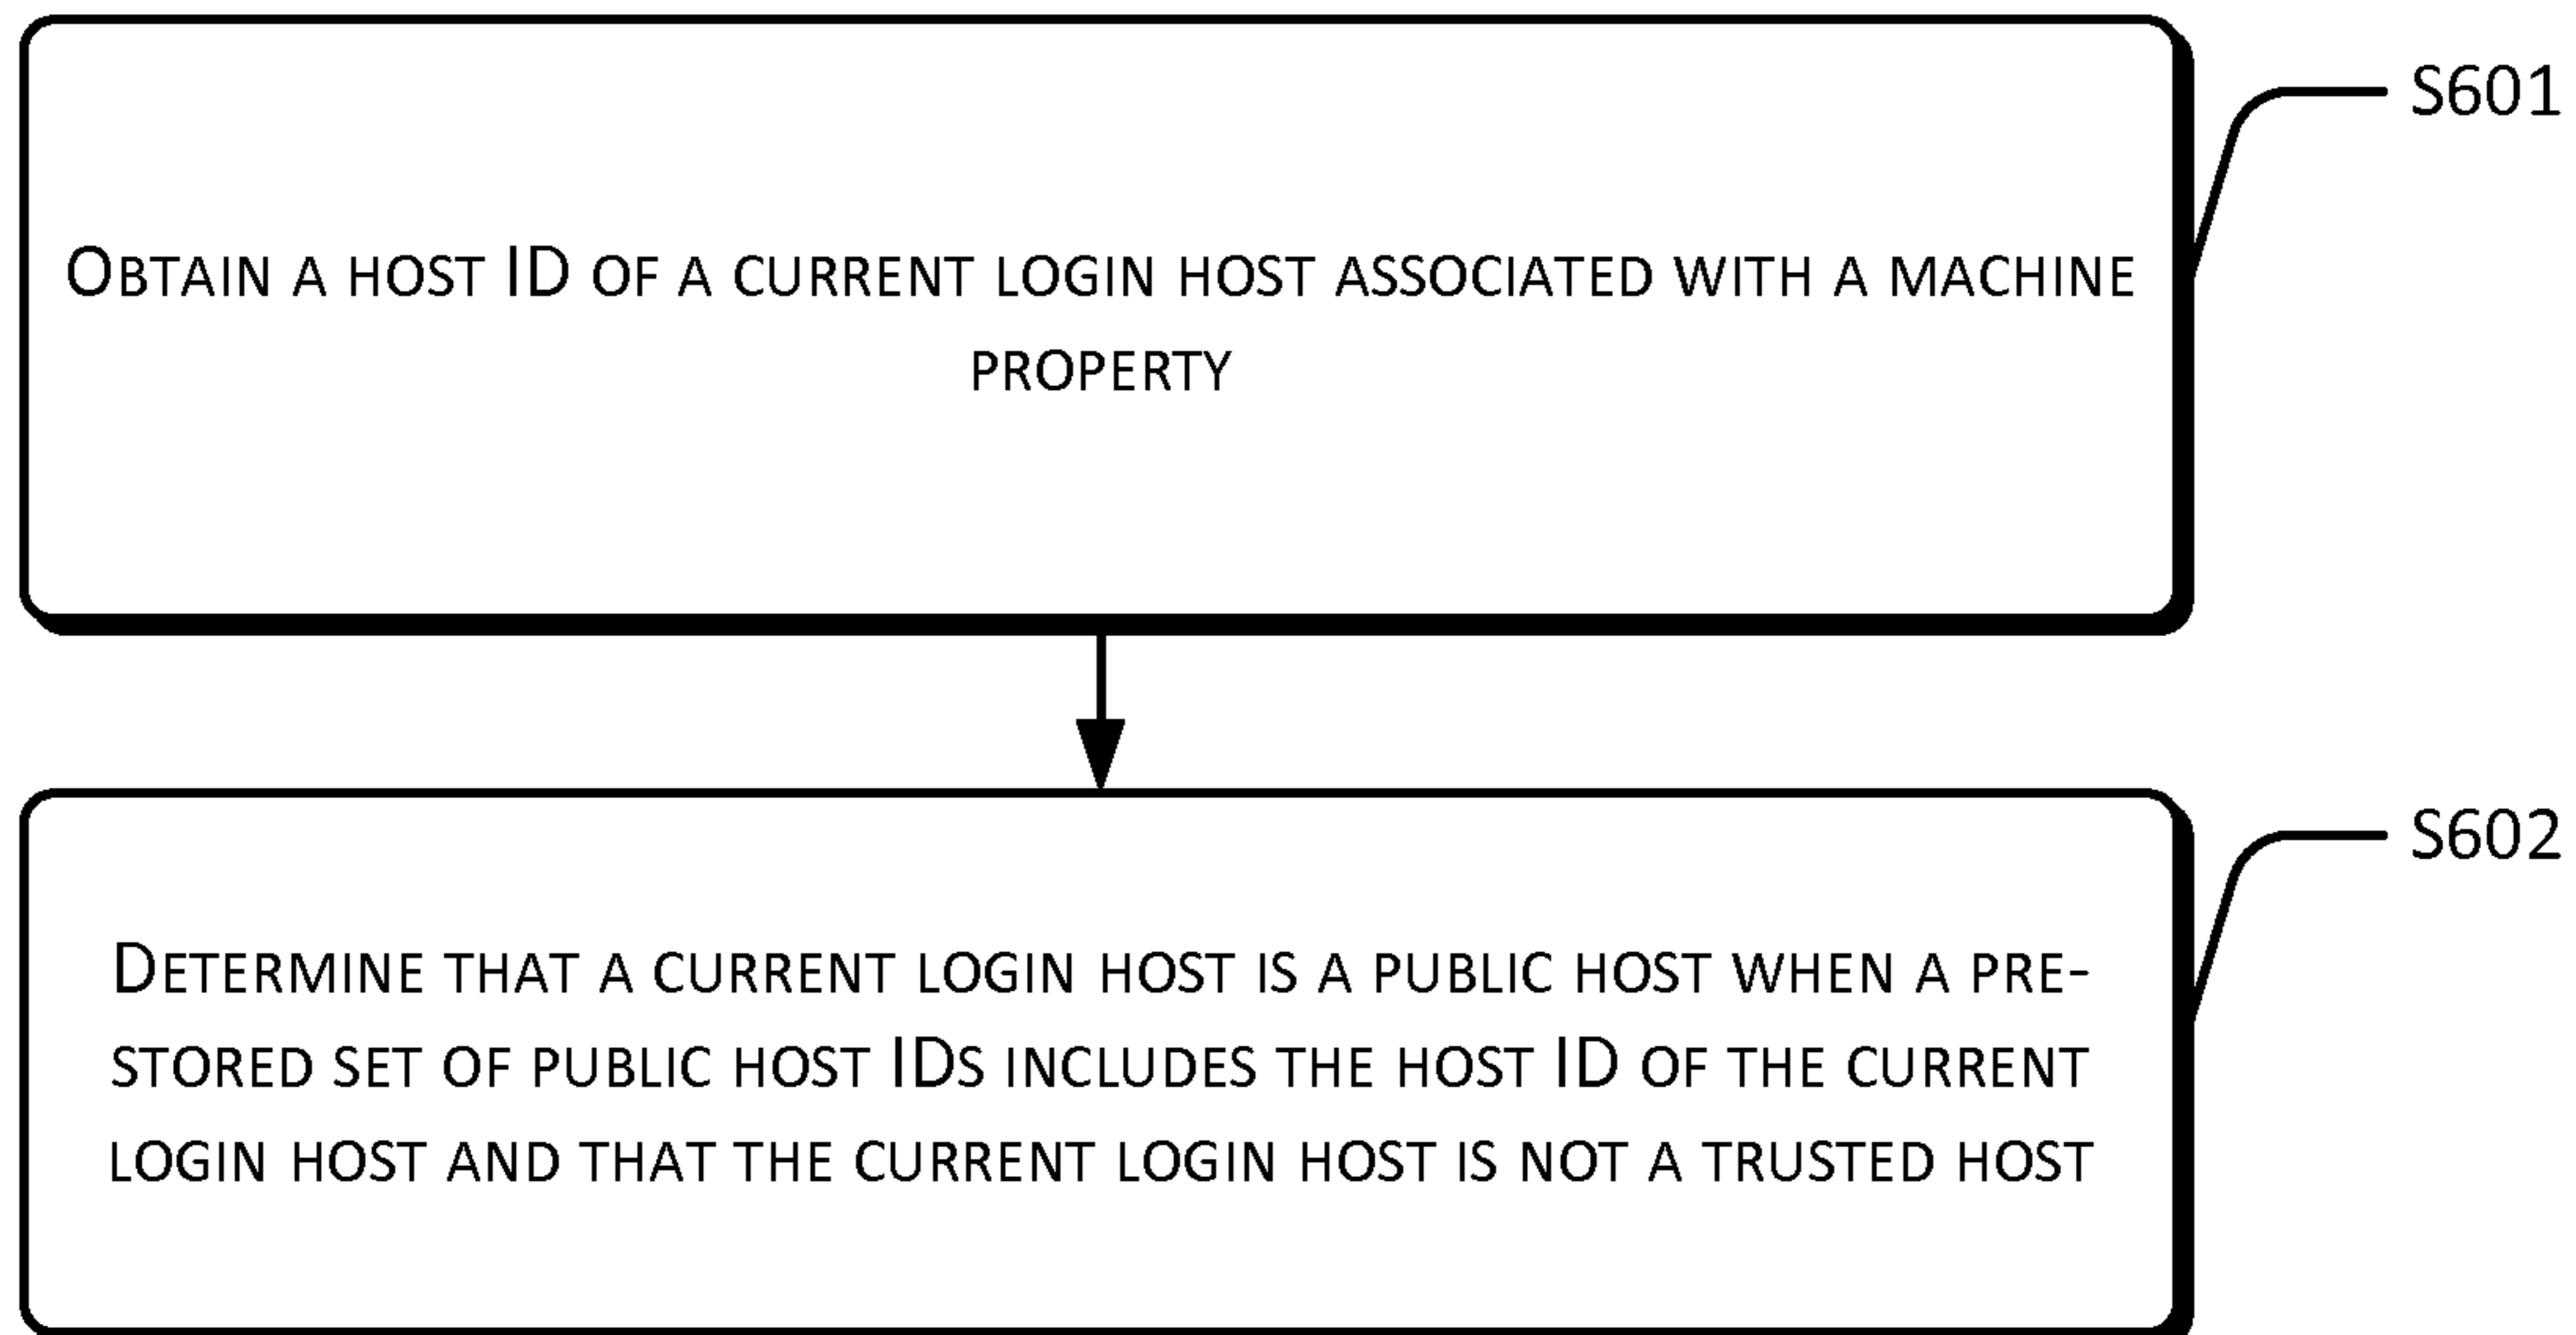 OBTAIN A HOST ID OF A CURRENT LOGIN HOST ASSOCIATED WITH A MACHINE
PROPERTY
S601
DETERMINE THAT A CURRENT LOGIN HOST IS A PUBLIC HOST WHEN A PRE-
STORED SET OF PUBLIC HOST IDS INCLUDES THE HOST ID OF THE CURRENT
LOGIN HOST AND THAT THE CURRENT LOGIN HOST IS NOT A TRUSTED HOST
S602